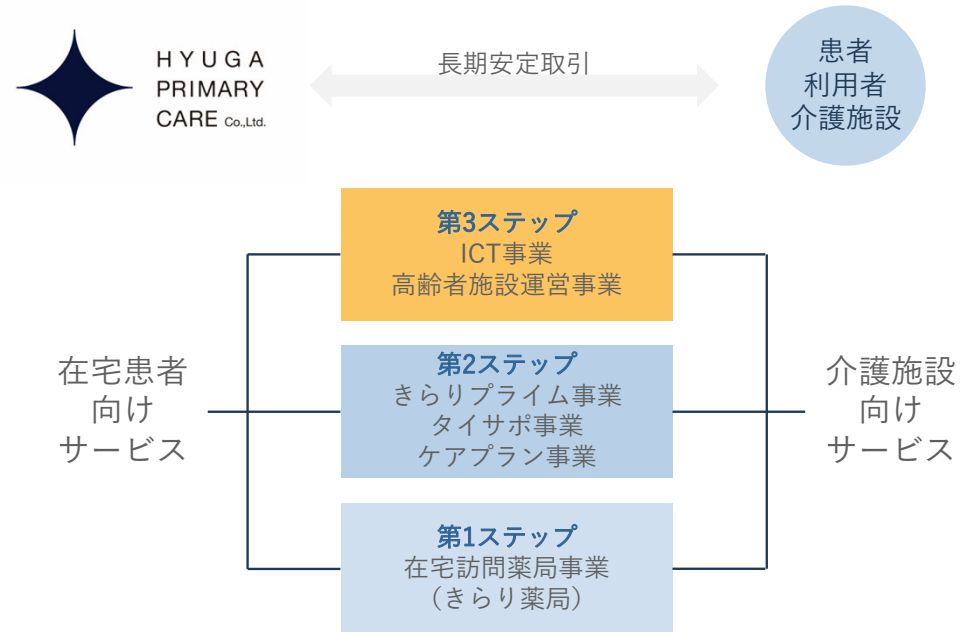 HYUGA
PRIMARY
CARE Co.,Ltd.
長期安定取引
患者
利用者
介護施設
第3ステップ
ICT事業
高齢者施設運営事業
在宅患者
向け
サービス
第2ステップ
きらりプライム事業
タイサポ事業
ケアプラン事業
介護施設
向け
サービス
第1ステップ
在宅訪問薬局事業
（きらり薬局）